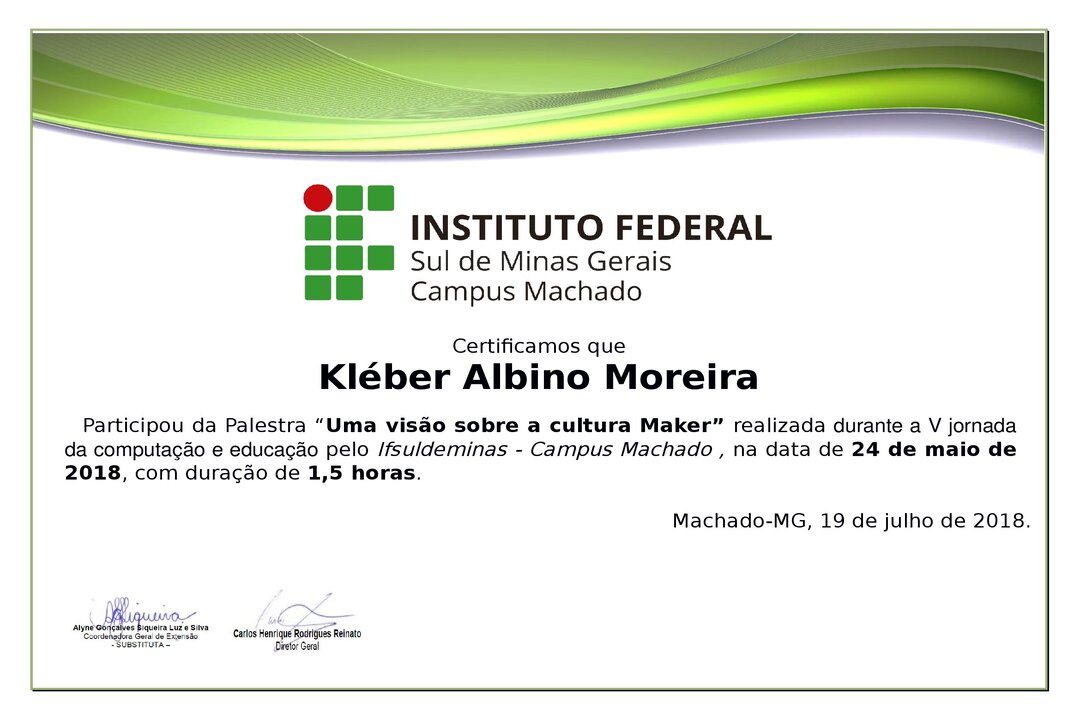 INSTITUTO FEDERAL
Sul de Minas Gerais
Campus Machado
Certificamos que
Kléber Albino Moreira
Participou da Palestra “Uma visão sobre a cultura Maker” realizada durante a V jornada
da computação e educação pelo Ifsuldeminas - Campus Machado , na data de 24 de maio de
2018, com duração de 1,5 horas.
Machado-MG, 19 de julho de 2018.
Siqueira
Alyne Gonçalves Siqueira Luz e Silva
Coordenadora Geral de Extensão
- SUBSTITUTA –
Carlos Henrique Rodrigues Reinato
Diretor Geral